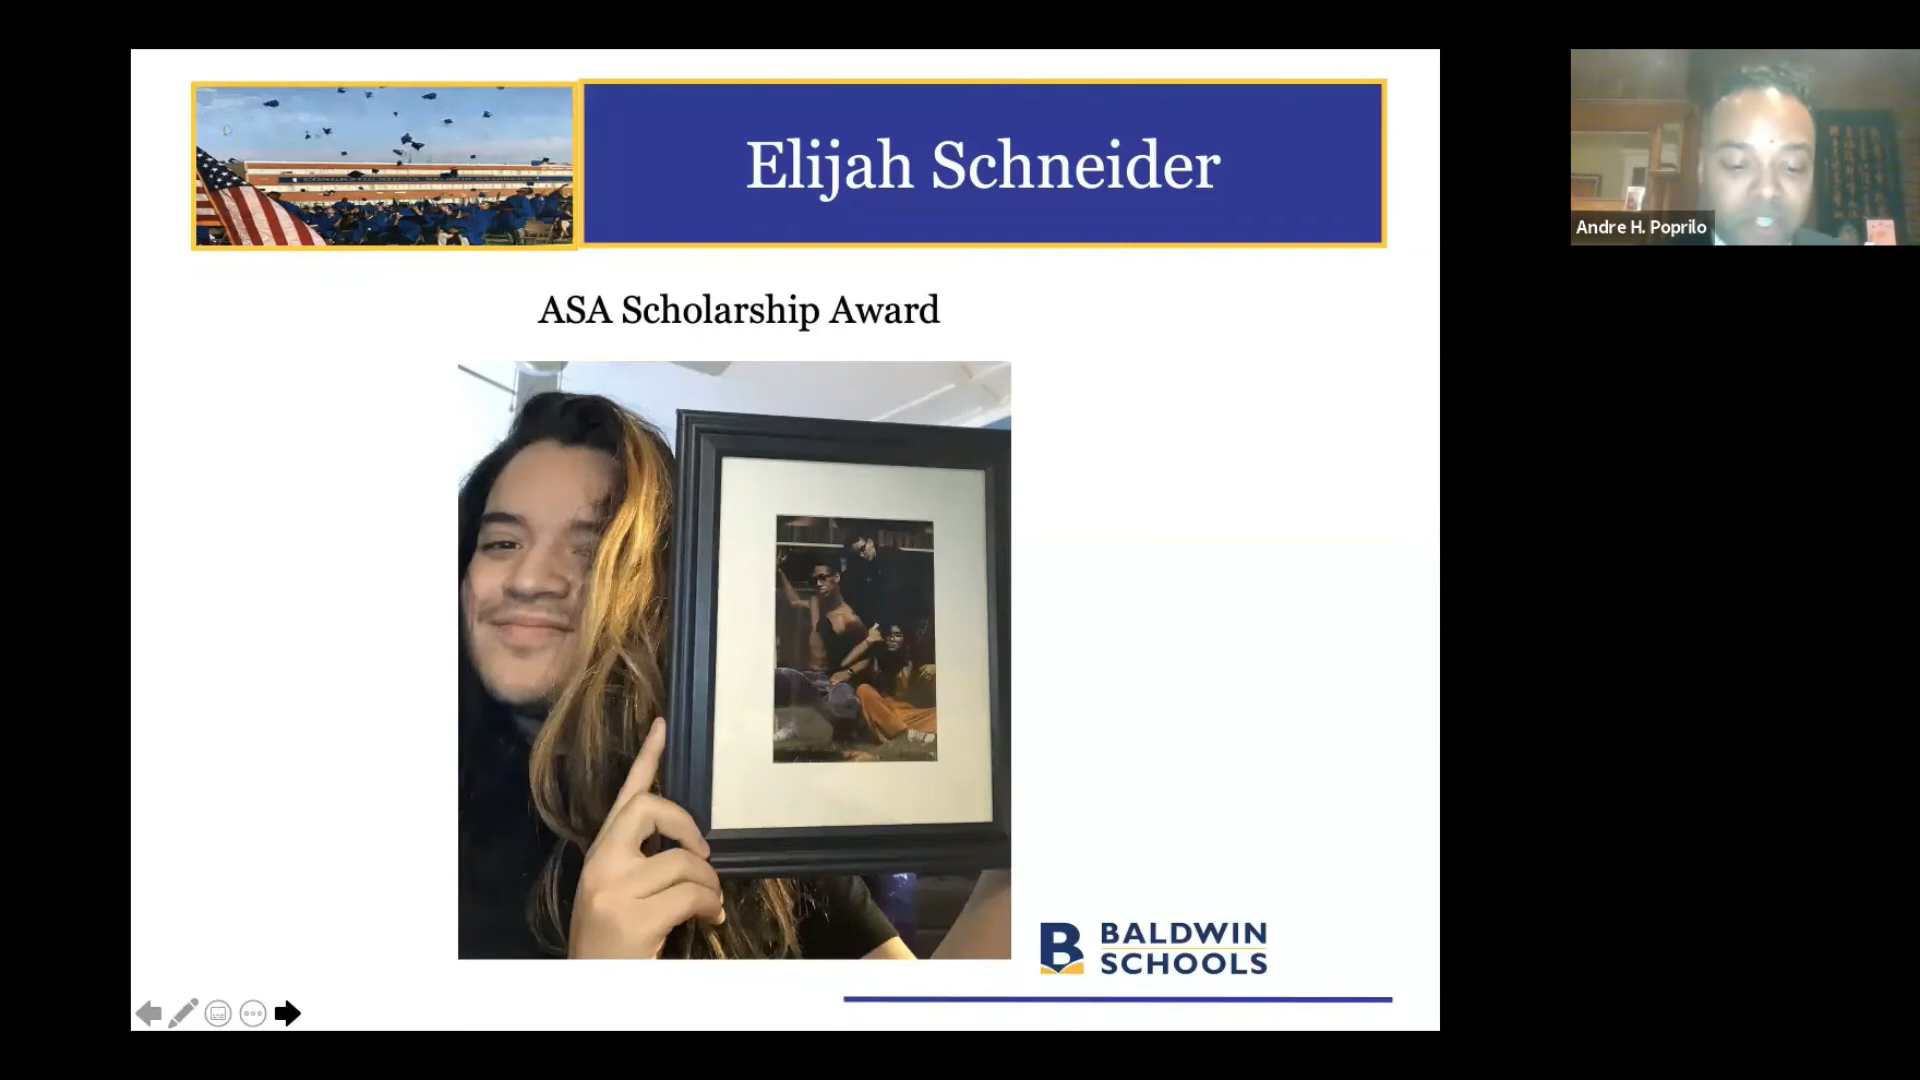 Elijah Schneider
Andre H. Poprilo
ASA Scholarship Award
BALDWIN
SCHOOLS